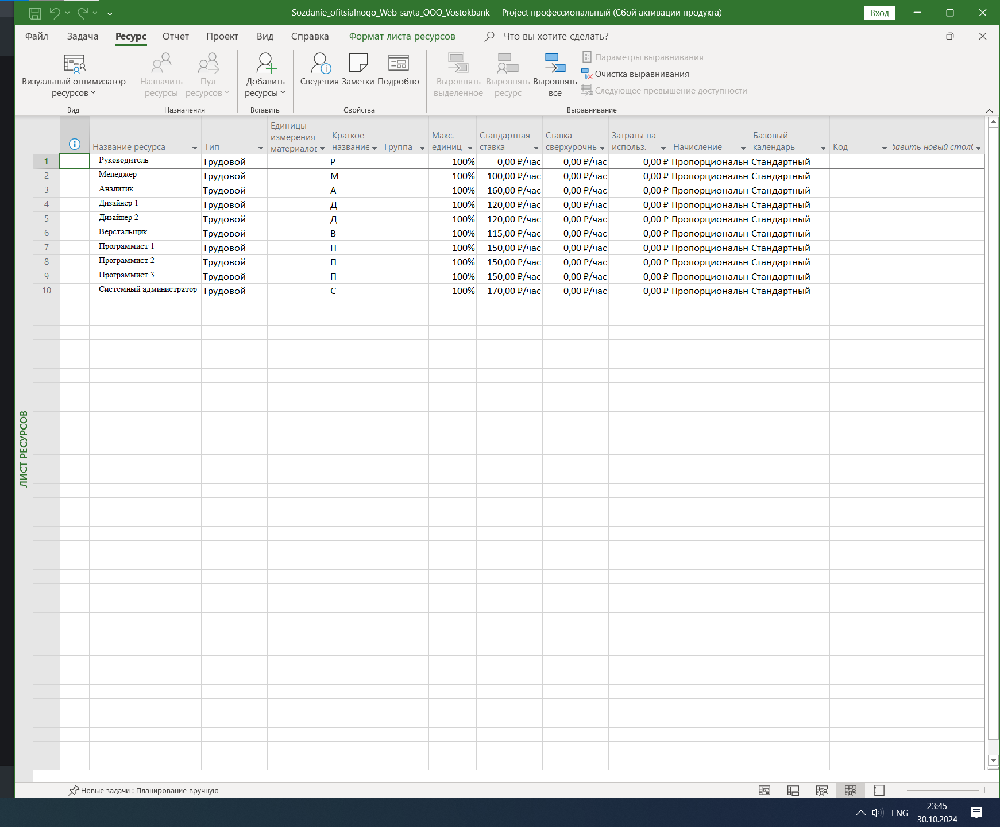 Sozdanie_ofitsialnogo_Web-sayta_OOO_Vostokbank - Project профессиональный (Сбой активации продукта)
Вход
Файл Задача Ресурс Отчет Проект Вид Справка Формат листа ресурсов Что вы хотите сделать?
Визуальный оптимизатор ресурсов
Назначить ресурсы
Пул ресурсов
Добавить ресурсы
Сведения Заметки Подробно
Выровнять выделенное
Выровнять ресурс
Выровнять все
Параметры выравнивания
Очистка выравнивания
Следующее превышение доступности
Вид Назначения Вставить Свойства Выравнивание
Название ресурса Тип Единицы измерения материалов Краткое название Группа Макс. единиц Стандартная ставка Ставка сверхурочнь Затраты на использ. Начисление Базовый календарь Код бавить новый столб
1 Руководитель Трудовой Р 100% 0,00 ₽/час 0,00 ₽/час 0,00 ₽ Пропорциональн Стандартный
2 Менеджер Трудовой М 100% 100,00 ₽/час 0,00 ₽/час 0,00 ₽ Пропорциональн Стандартный
3 Аналитик Трудовой А 100% 160,00 ₽/час 0,00 ₽/час 0,00 ₽ Пропорциональн Стандартный
4 Дизайнер 1 Трудовой Д 100% 120,00 ₽/час 0,00 ₽/час 0,00 ₽ Пропорциональн Стандартный
5 Дизайнер 2 Трудовой Д 100% 120,00 ₽/час 0,00 ₽/час 0,00 ₽ Пропорциональн Стандартный
6 Верстальщик Трудовой В 100% 115,00 ₽/час 0,00 ₽/час 0,00 ₽ Пропорциональн Стандартный
7 Программист 1 Трудовой П 100% 150,00 ₽/час 0,00 ₽/час 0,00 ₽ Пропорциональн Стандартный
8 Программист 2 Трудовой П 100% 150,00 ₽/час 0,00 ₽/час 0,00 ₽ Пропорциональн Стандартный
9 Программист 3 Трудовой П 100% 150,00 ₽/час 0,00 ₽/час 0,00 ₽ Пропорциональн Стандартный
10 Системный администратор Трудовой С 100% 170,00 ₽/час 0,00 ₽/час 0,00 ₽ Пропорциональн Стандартный
ЛИСТ РЕСУРСОВ
Новые задачи : Планирование вручную
ENG
23:45
30.10.2024